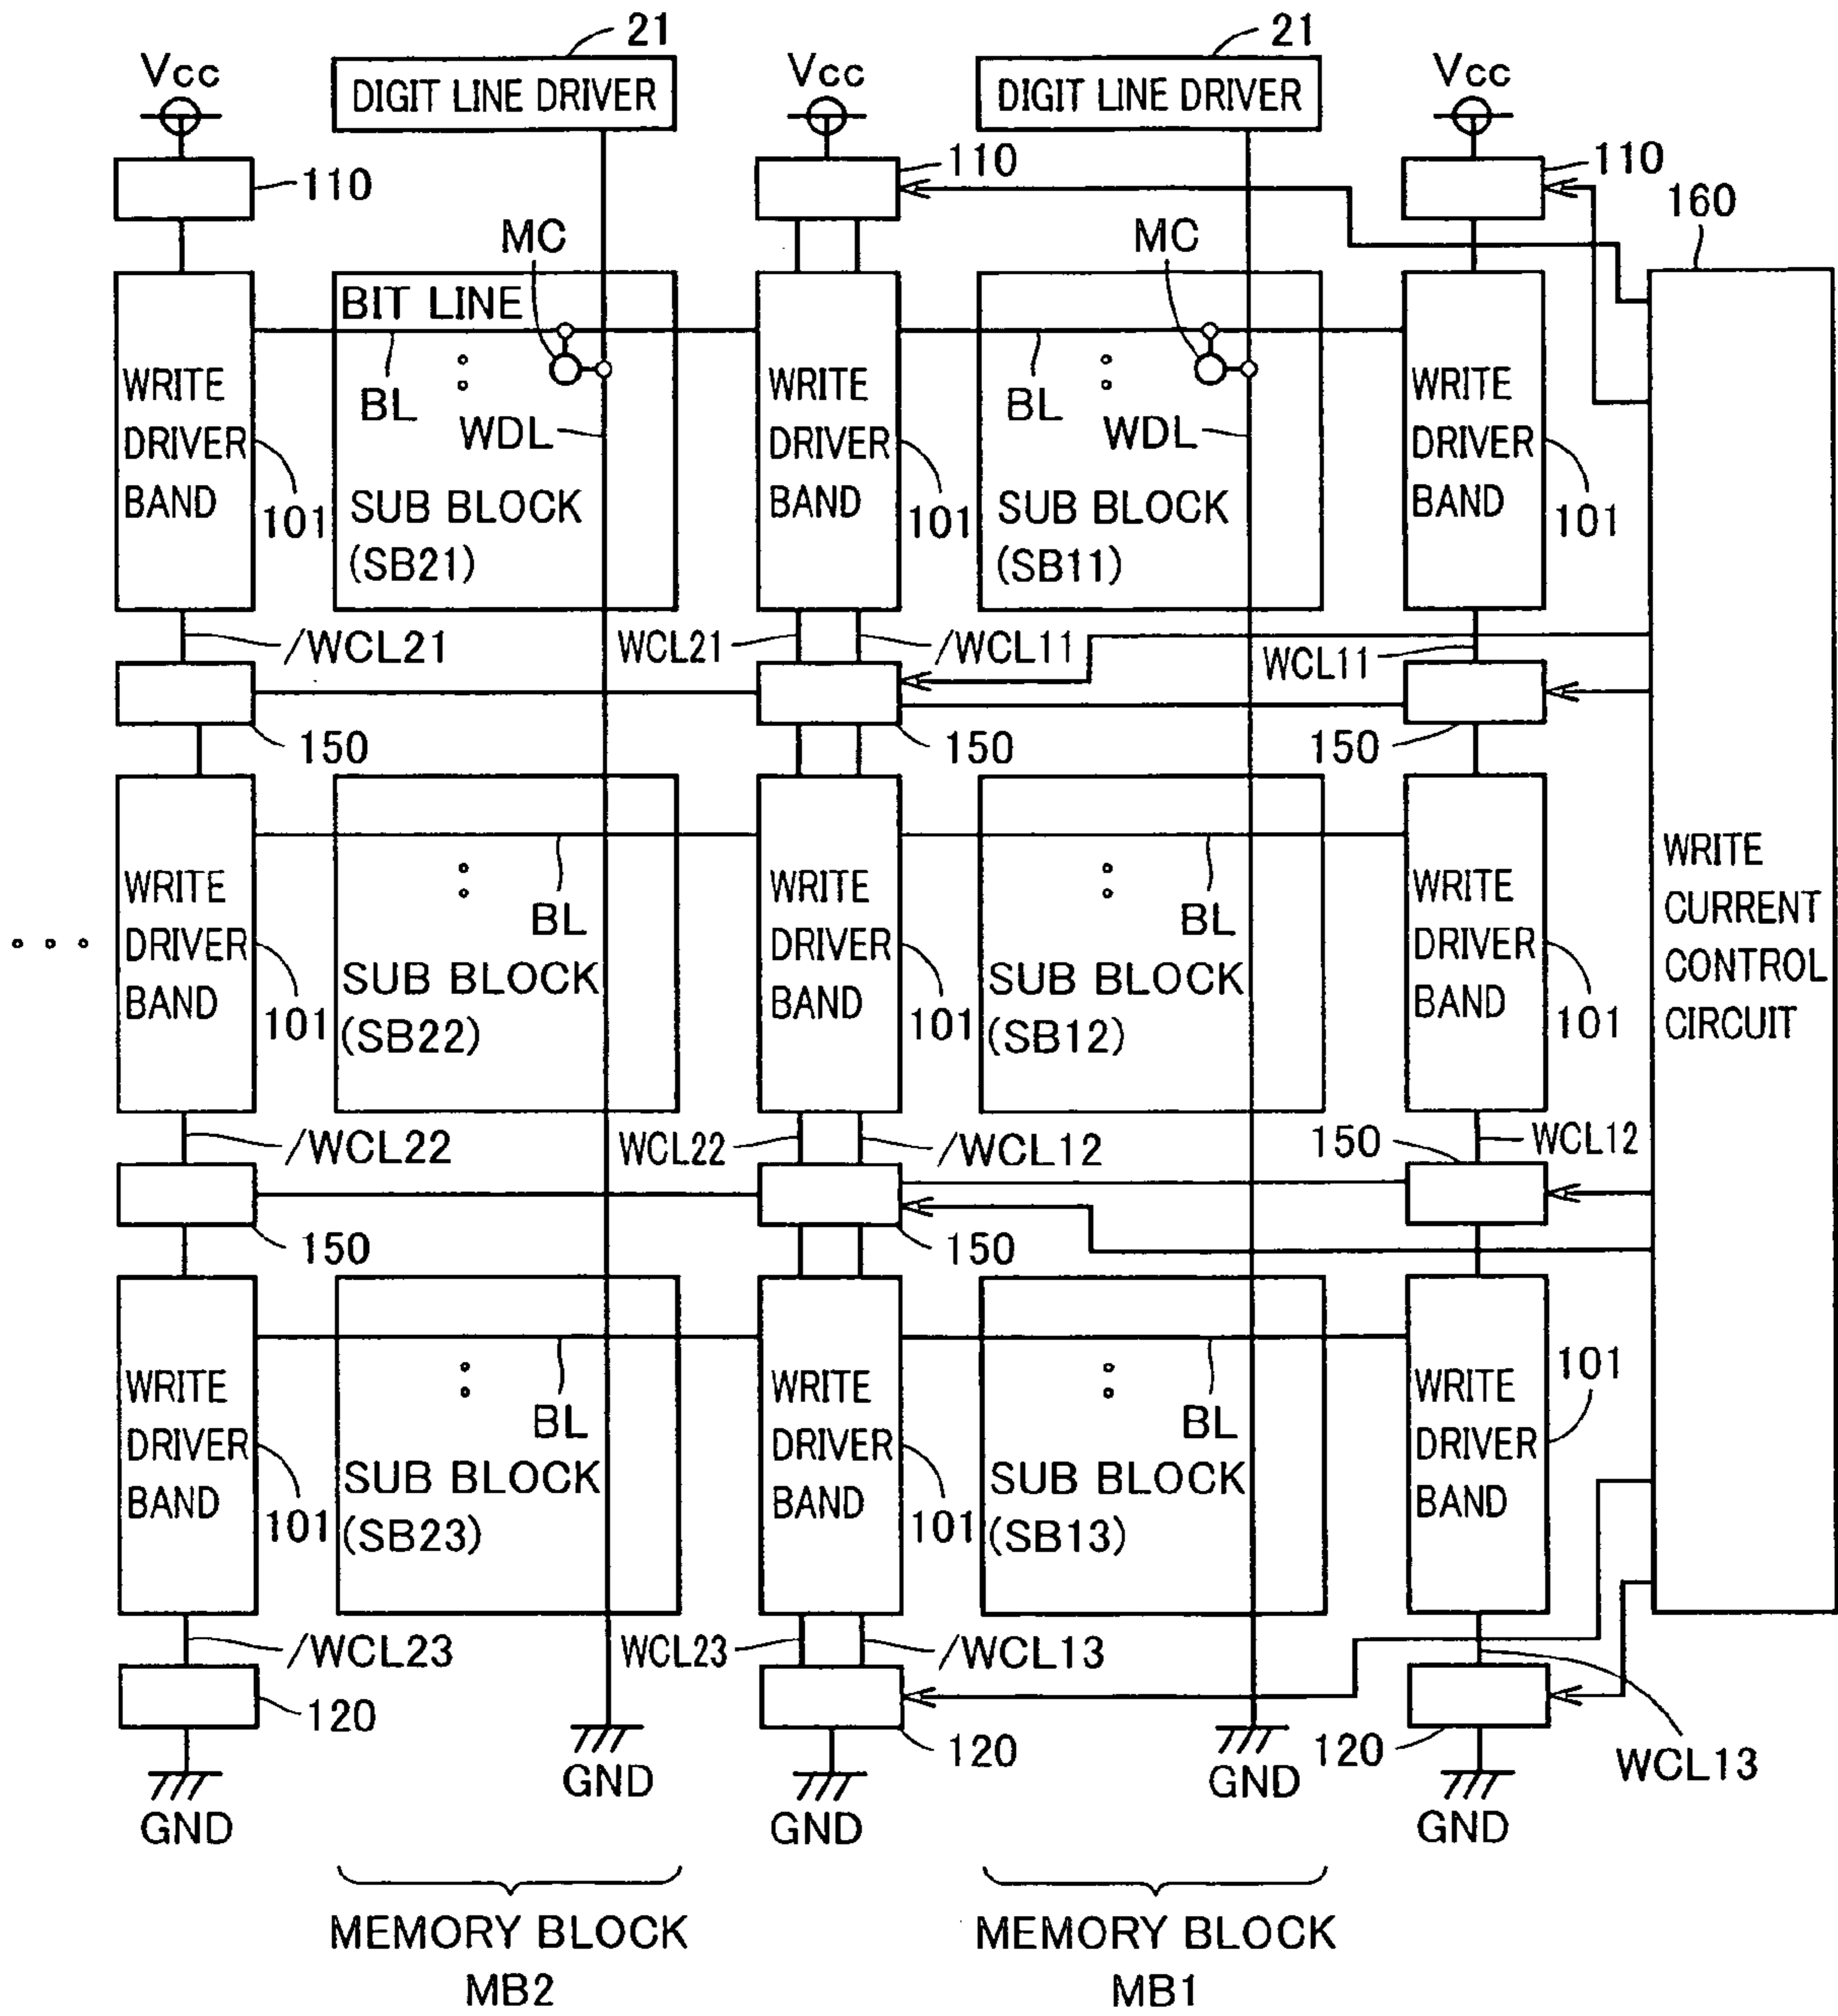 21
21
Vcc
DIGIT LINE DRIVER
Vcc
DIGIT LINE DRIVER
Vcc
110
110
110
160
MC
MC
BIT LINE
WRITE
DRIVER
BAND
BL
WDL
101
SUB BLOCK
(SB21)
WRITE
DRIVER
BAND
BL
WDL
101
SUB BLOCK
(SB11)
WRITE
DRIVER
BAND
101
/WCL21
WCL21
/WCL11
WCL11
150
150
150
WRITE
DRIVER
BAND
101
BL
SUB BLOCK
(SB22)
WRITE
DRIVER
BAND
101
BL
SUB BLOCK
(SB12)
WRITE
DRIVER
BAND
101
WRITE
CURRENT
CONTROL
CIRCUIT
/WCL22
WCL22
/WCL12
150
WCL12
150
150
WRITE
DRIVER
BAND
101
BL
SUB BLOCK
(SB23)
WRITE
DRIVER
BAND
101
BL
SUB BLOCK
(SB13)
WRITE
DRIVER
BAND
101
/WCL23
WCL23
/WCL13
120
120
120
WCL13
GND
GND
GND
GND
GND
MEMORY BLOCK
MB2
MEMORY BLOCK
MB1